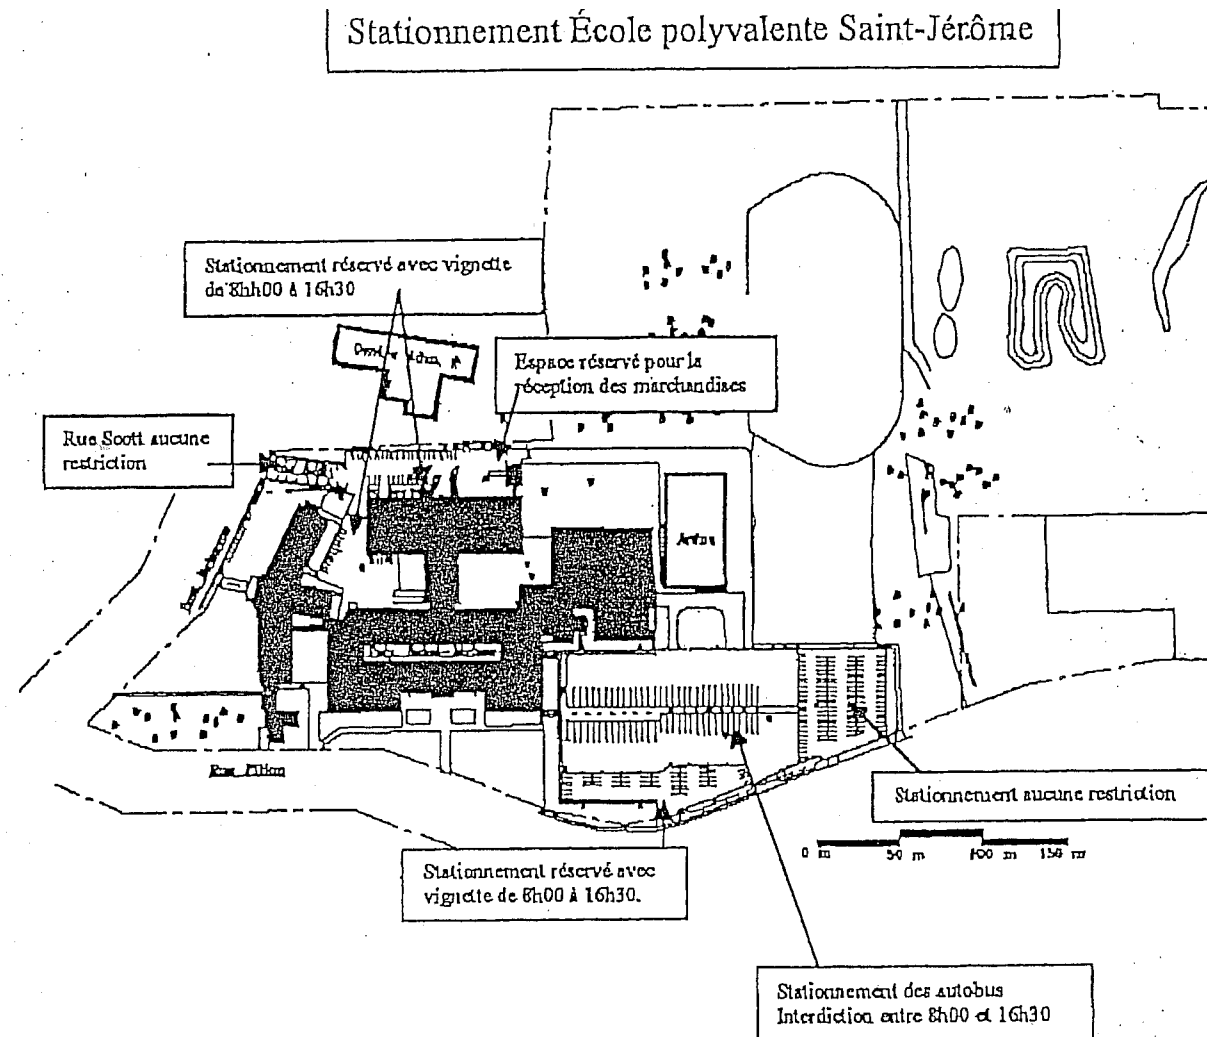 Stationnement École polyvalente Saint-Jérôme
Stationnement réservé avec vignette
de 8hh00 à 16h30
Espace réservé pour la
réception des marchandises
Rue Scott aucune
restriction
Rue Filion
Stationnement aucune restriction
0 m 50 m 100 m 150 m
Stationnement réservé avec
vignette de 8h00 à 16h30.
Stationnement des autobus
Interdiction entre 8h00 et 16h30